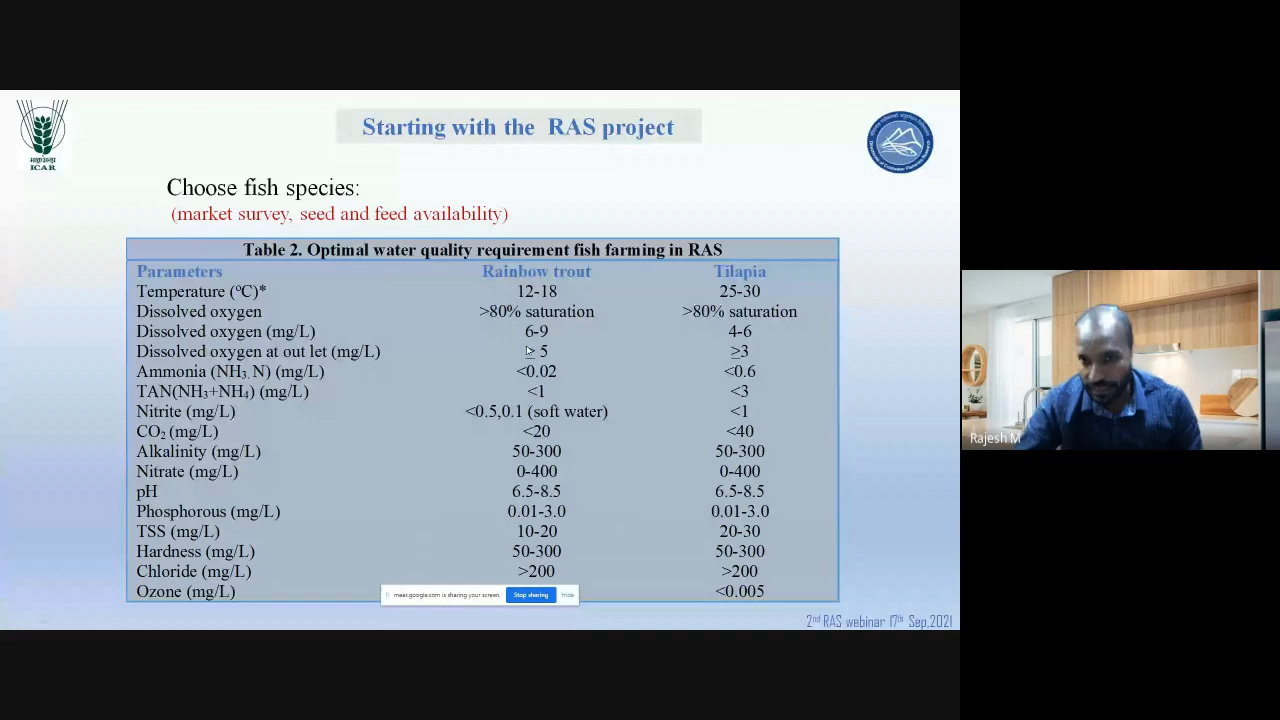 Starting with the RAS project
ICAR
Choose fish species:
(market survey, seed and feed availability)
Table 2. Optimal water quality requirement fish farming in RAS
Parameters Rainbow trout Tilapia
Temperature (ºC)* 12-18 25-30
Dissolved oxygen >80% saturation >80% saturation
Dissolved oxygen (mg/L) 6-9 4-6
Dissolved oxygen at out let (mg/L) ≥ 5 ≥3
Ammonia (NH₃. N) (mg/L) <0.02 <0.6
TAN(NH₃+NH₄) (mg/L) <1 <3
Nitrite (mg/L) <0.5,0.1 (soft water) <1
CO₂ (mg/L) <20 <40
Alkalinity (mg/L) 50-300 50-300
Nitrate (mg/L) 0-400 0-400
pH 6.5-8.5 6.5-8.5
Phosphorous (mg/L) 0.01-3.0 0.01-3.0
TSS (mg/L) 10-20 20-30
Hardness (mg/L) 50-300 50-300
Chloride (mg/L) >200 >200
Ozone (mg/L) <0.005
meet.google.com is sharing your screen. Stop sharing Hide
2nd RAS webinar 17th Sep,2021
Rajesh M